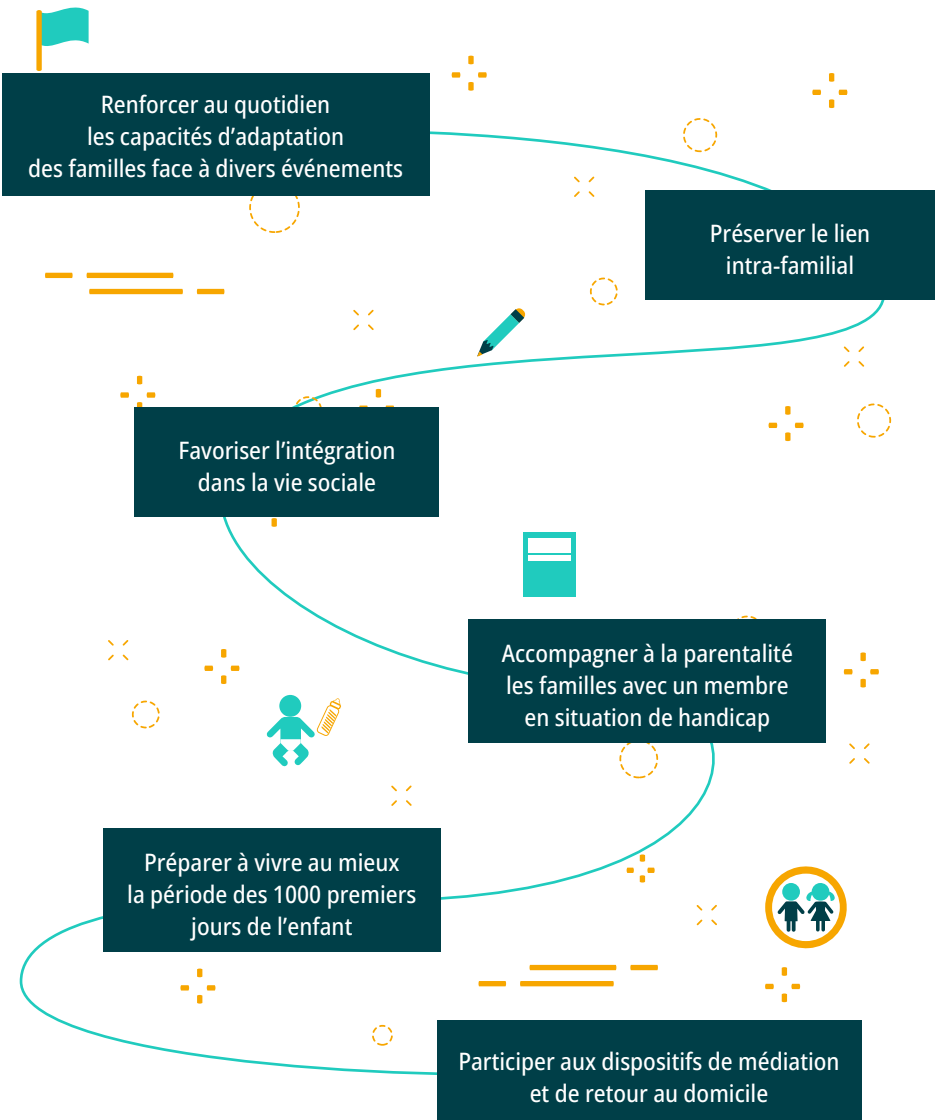 Renforcer au quotidien
les capacités d’adaptation
des familles face à divers événements
Préserver le lien
intra-familial
Favoriser l’intégration
dans la vie sociale
Accompagner à la parentalité
les familles avec un membre
en situation de handicap
Préparer à vivre au mieux
la période des 1000 premiers
jours de l’enfant
Participer aux dispositifs de médiation
et de retour au domicile